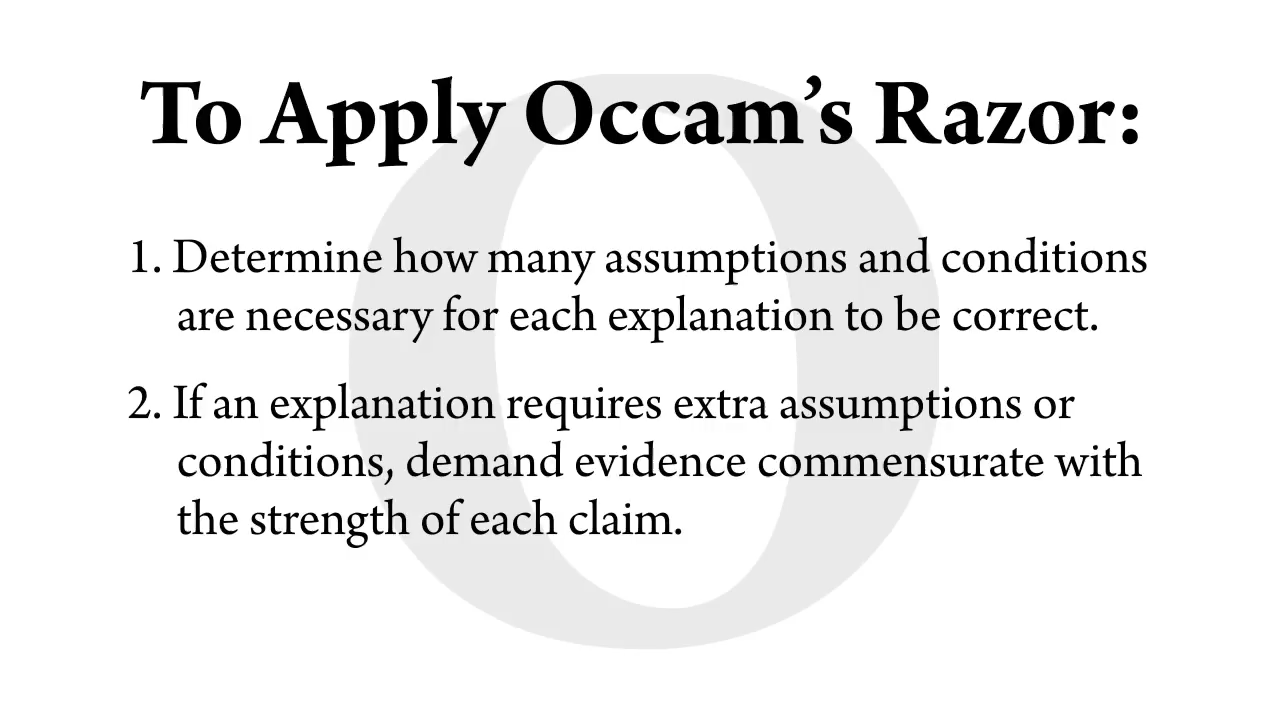 To Apply Occam’s Razor:
1. Determine how many assumptions and conditions
are necessary for each explanation to be correct.
2. If an explanation requires extra assumptions or
conditions, demand evidence commensurate with
the strength of each claim.
O